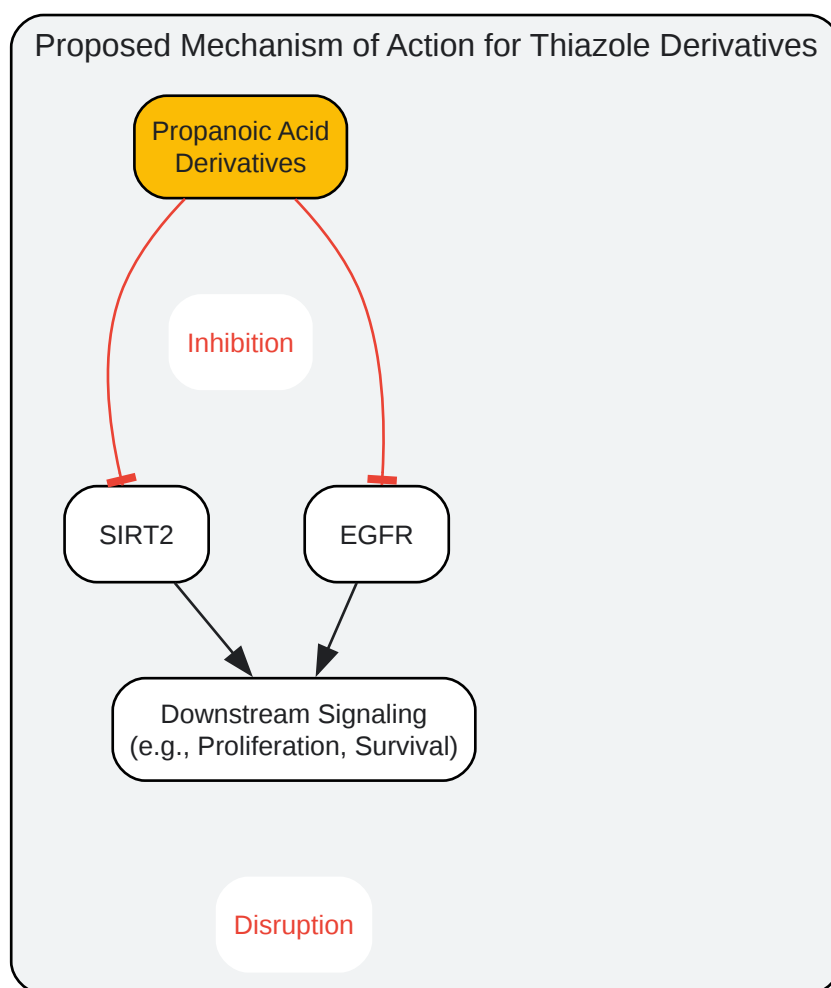 Proposed Mechanism of Action for Thiazole Derivatives
Propanoic Acid
Derivatives
Inhibition
SIRT2
EGFR
Downstream Signaling
(e.g., Proliferation, Survival)
Disruption